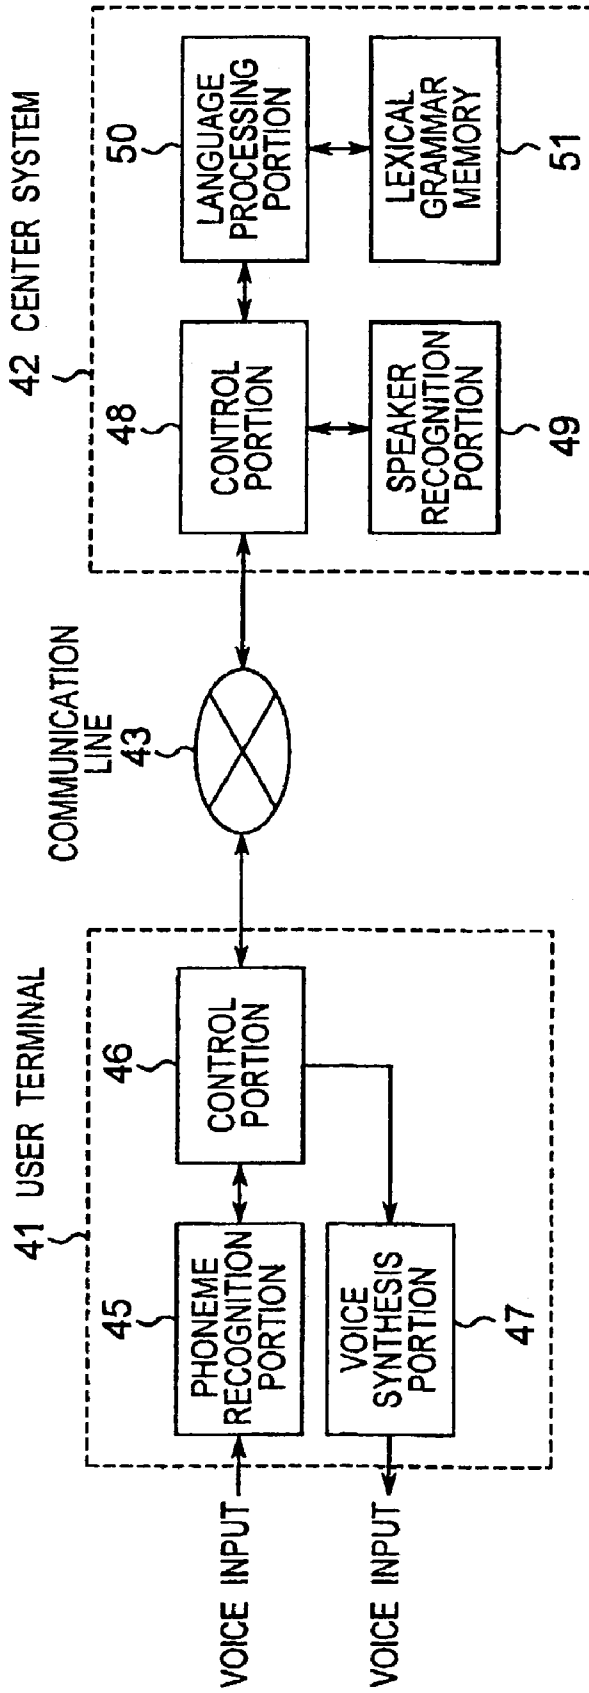 41 USER TERMINAL
VOICE INPUT
45
PHONEME
RECOGNITION
PORTION
46
CONTROL
PORTION
VOICE INPUT
VOICE
SYNTHESIS
PORTION
47
COMMUNICATION
LINE
43
42 CENTER SYSTEM
48
CONTROL
PORTION
50
LANGUAGE
PROCESSING
PORTION
SPEAKER
RECOGNITION
PORTION
49
LEXICAL
GRAMMAR
MEMORY
51